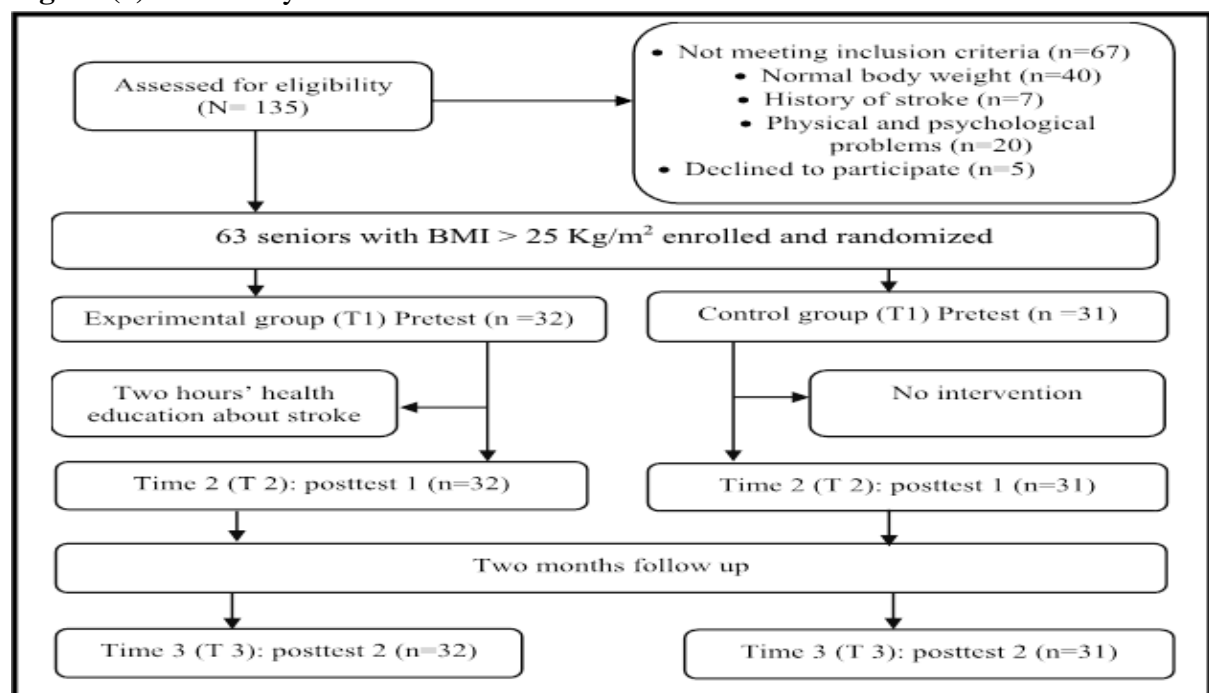 Assessed for eligibility
(N= 135)
• Not meeting inclusion criteria (n=67)
• Normal body weight (n=40)
• History of stroke (n=7)
• Physical and psychological
problems (n=20)
• Declined to participate (n=5)
63 seniors with BMI > 25 Kg/m² enrolled and randomized
Experimental group (T1) Pretest (n =32)
Control group (T1) Pretest (n =31)
Two hours’ health
education about stroke
No intervention
Time 2 (T 2): posttest 1 (n=32)
Time 2 (T 2): posttest 1 (n=31)
Two months follow up
Time 3 (T 3): posttest 2 (n=32)
Time 3 (T 3): posttest 2 (n=31)